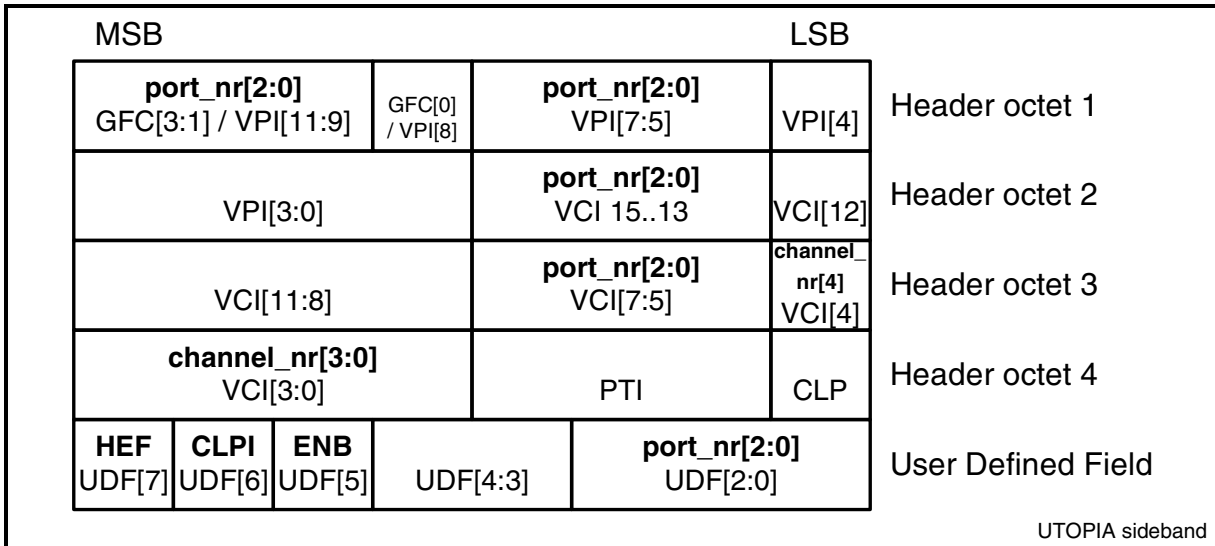 MSB LSB
port_nr[2:0]
GFC[3:1] / VPI[11:9]
GFC[0]
/ VPI[8]
port_nr[2:0]
VPI[7:5]
VPI[4]
Header octet 1
VPI[3:0]
port_nr[2:0]
VCI 15..13
VCI[12]
Header octet 2
VCI[11:8]
port_nr[2:0]
VCI[7:5]
channel_
nr[4]
VCI[4]
Header octet 3
channel_nr[3:0]
VCI[3:0]
PTI
CLP
Header octet 4
HEF
UDF[7]
CLPI
UDF[6]
ENB
UDF[5]
UDF[4:3]
port_nr[2:0]
UDF[2:0]
User Defined Field
UTOPIA sideband